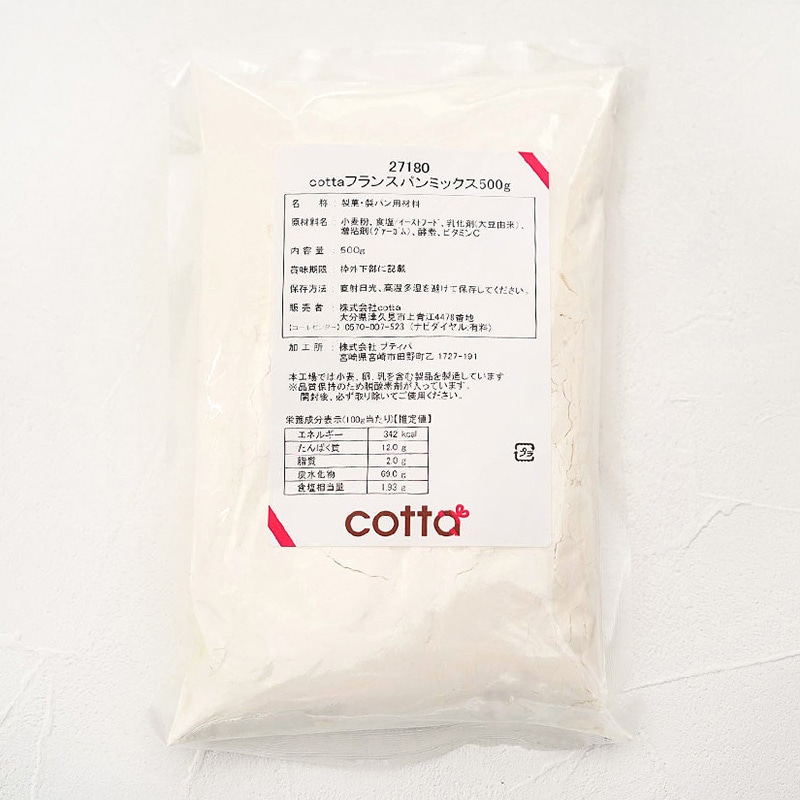 27180
cottaフランスパンミックス500g
名 称 : 製菓・製パン用材料
原材料名 : 小麦粉、食塩/イーストフード、乳化剤(大豆由来)、
増粘剤(グァーガム)、酵素、ビタミンC
内容量 : 500g
賞味期限 : 枠外下部に記載
保存方法 : 直射日光、高温多湿を避けて保存してください。
販売者 : 株式会社cotta
大分県津久見市上青江4478番地
【コールセンター】 0570-007-523 (ナビダイヤル:有料)
加工所 : 株式会社 プティパ
宮崎県宮崎市田野町乙 1727-191
本工場では小麦、卵、乳を含む製品を製造しています
※品質保持のため脱酸素剤が入っています。
開封後、必ず取り除いてご使用ください。
栄養成分表示(100g当たり)【推定値】
エネルギー 342 kcal
たんぱく質 12.0 g
脂質 2.0 g
炭水化物 69.0 g
食塩相当量 1.93 g
プラ
cotta